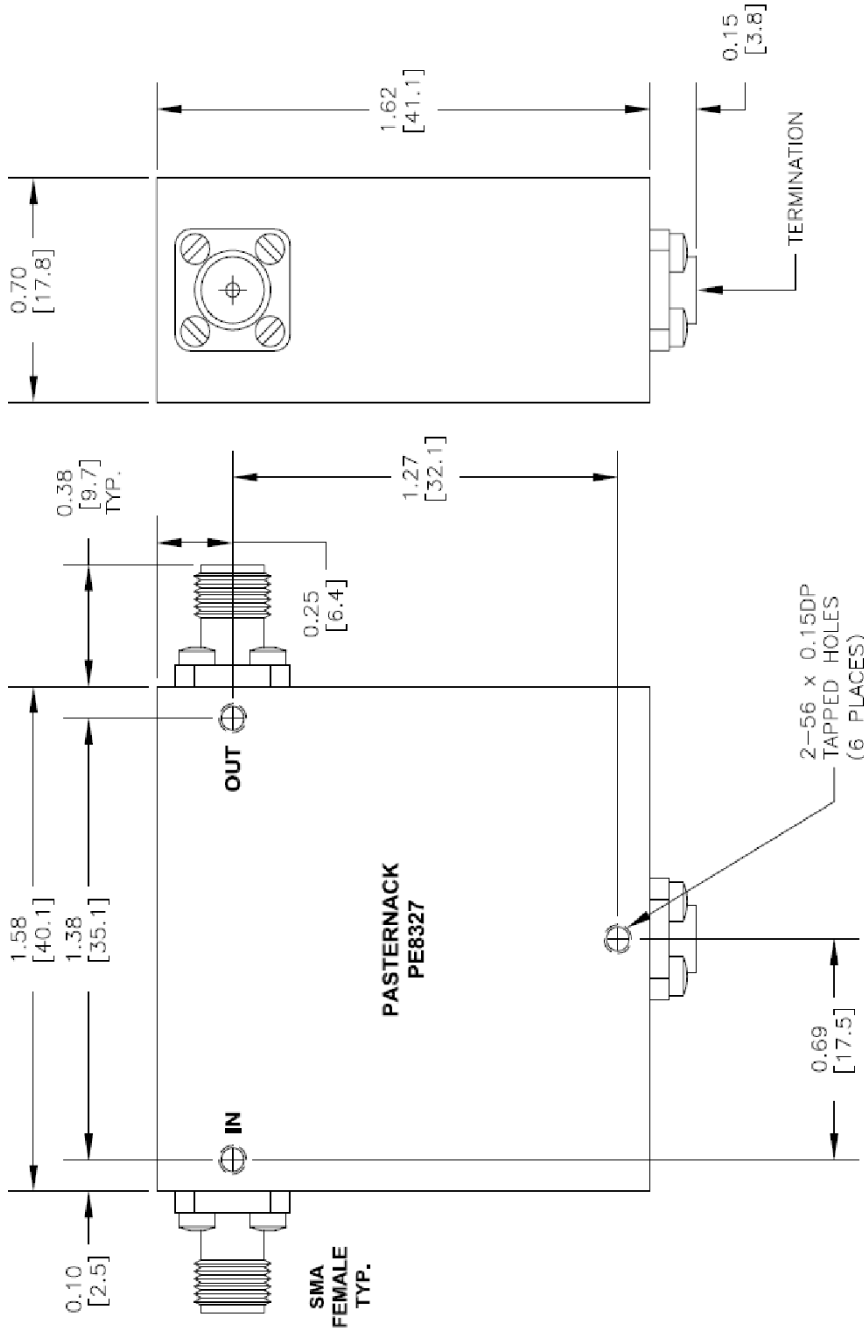 0.10
[2.5]
1.58
[40.1]
1.38
[35.1]
0.38
[9.7]
TYP.
0.70
[17.8]
SMA
FEMALE
TYP.
IN
OUT
0.25
[6.4]
PASTERNACK
PE8327
1.27
[32.1]
1.62
[41.1]
0.69
[17.5]
2-56 x 0.15DP
TAPPED HOLES
(6 PLACES)
TERMINATION
0.15
[3.8]